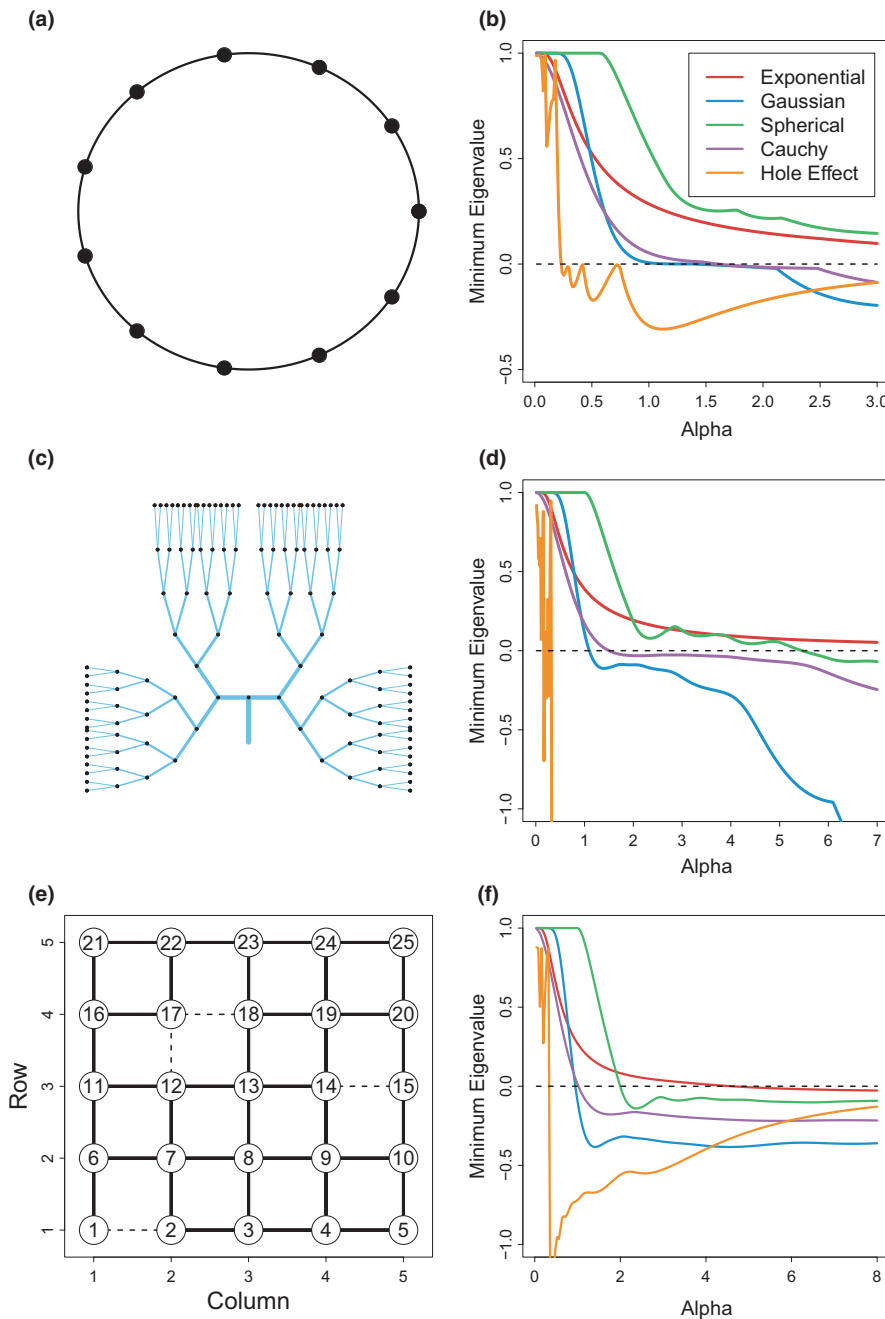 (a)
(b)
Minimum Eigenvalue
1.0
0.5
0.0
−0.5
Exponential
Gaussian
Spherical
Cauchy
Hole Effect
0.0 0.5 1.0 1.5 2.0 2.5 3.0
Alpha
(c)
(d)
Minimum Eigenvalue
1.0
0.5
0.0
−0.5
−1.0
0 1 2 3 4 5 6 7
Alpha
(e)
Row
5
4
3
2
1
21 22 23 24 25
16 17 18 19 20
11 12 13 14 15
6 7 8 9 10
1 2 3 4 5
1 2 3 4 5
Column
(f)
Minimum Eigenvalue
1.0
0.5
0.0
−0.5
−1.0
0 2 4 6 8
Alpha